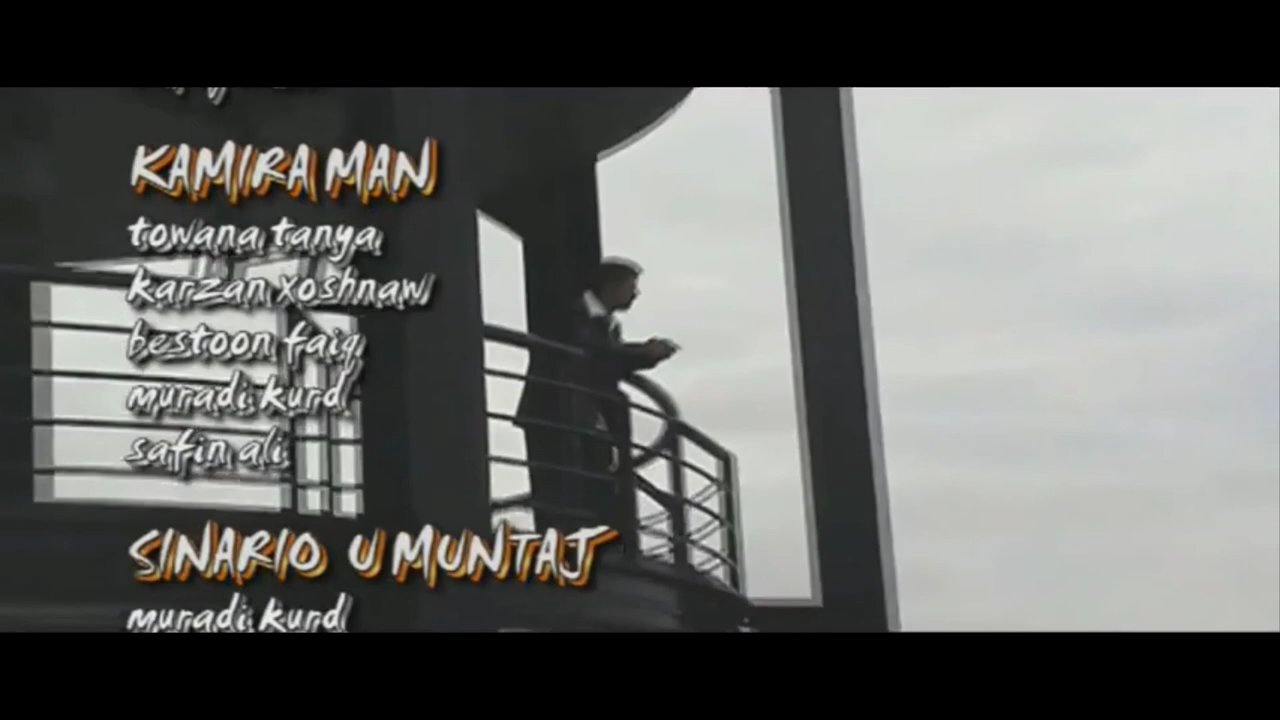 KAMIRA MAN
towana tanya
karzan xoshnaw
bestoon faiq
muradi kurd
safin ali
SINARIO U MUNTAJ
muradi kurd